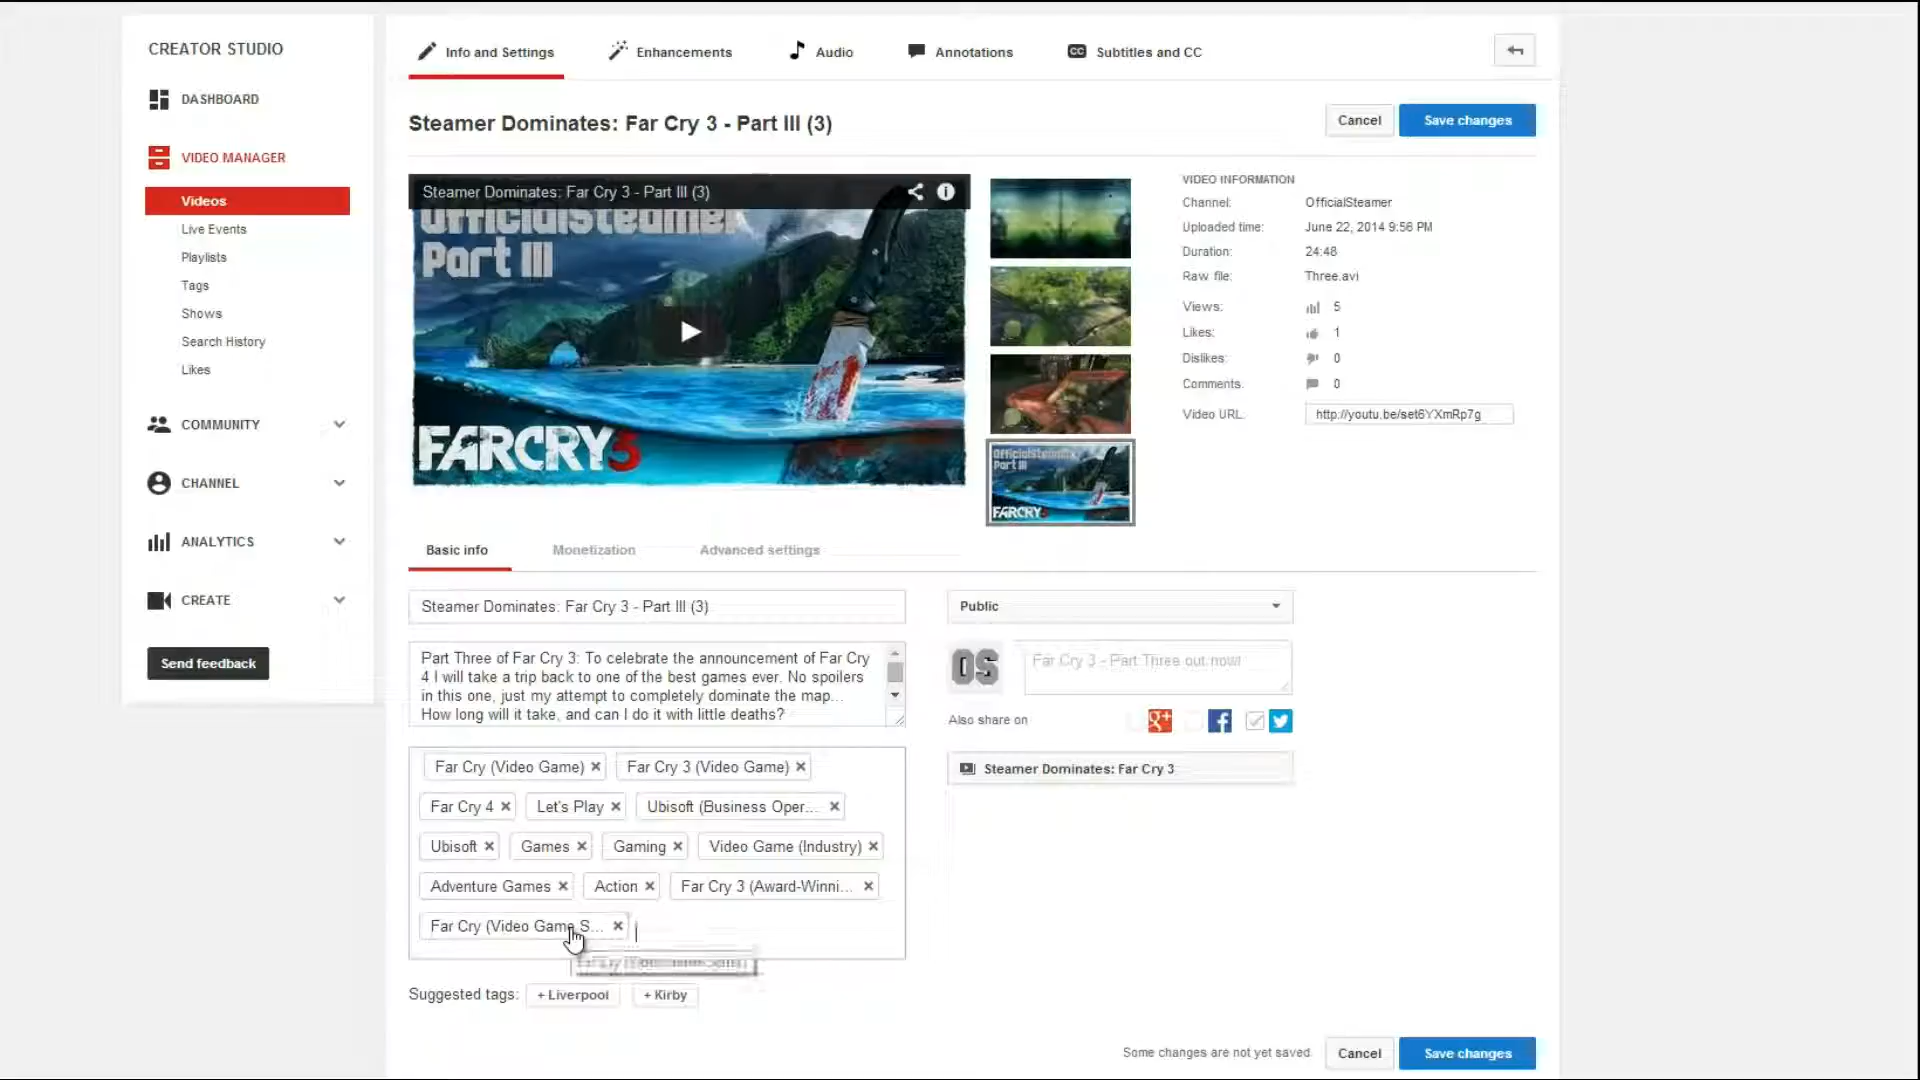 CREATOR STUDIO
DASHBOARD
VIDEO MANAGER
Videos
Live Events
Playlists
Tags
Shows
Search History
Likes
COMMUNITY
CHANNEL
ANALYTICS
CREATE
Send feedback
Info and Settings
Enhancements
Audio
Annotations
CC Subtitles and CC
Steamer Dominates: Far Cry 3 - Part III (3)
Cancel
Save changes
Steamer Dominates: Far Cry 3 - Part III (3)
OfficialSteamer
Part III
FARCRY3
OfficialSteamer
Part III
FARCRY3
VIDEO INFORMATION
Channel: OfficialSteamer
Uploaded time: June 22, 2014 9:56 PM
Duration: 24:48
Raw file: Three.avi
Views: 5
Likes: 1
Dislikes: 0
Comments: 0
Video URL: http://youtu.be/set6YXmRp7g
Basic info
Monetization
Advanced settings
Steamer Dominates: Far Cry 3 - Part III (3)
Part Three of Far Cry 3: To celebrate the announcement of Far Cry
4 I will take a trip back to one of the best games ever. No spoilers
in this one, just my attempt to completely dominate the map...
How long will it take, and can I do it with little deaths?
Far Cry (Video Game) × Far Cry 3 (Video Game) ×
Far Cry 4 × Let's Play × Ubisoft (Business Oper... ×
Ubisoft × Games × Gaming × Video Game (Industry) ×
Adventure Games × Action × Far Cry 3 (Award-Winni... ×
Far Cry (Video Game S... ×
Suggested tags: + Liverpool + Kirby
Public
OS
Far Cry 3 - Part Three out now!
Also share on
g+
f
Steamer Dominates: Far Cry 3
Some changes are not yet saved.
Cancel
Save changes